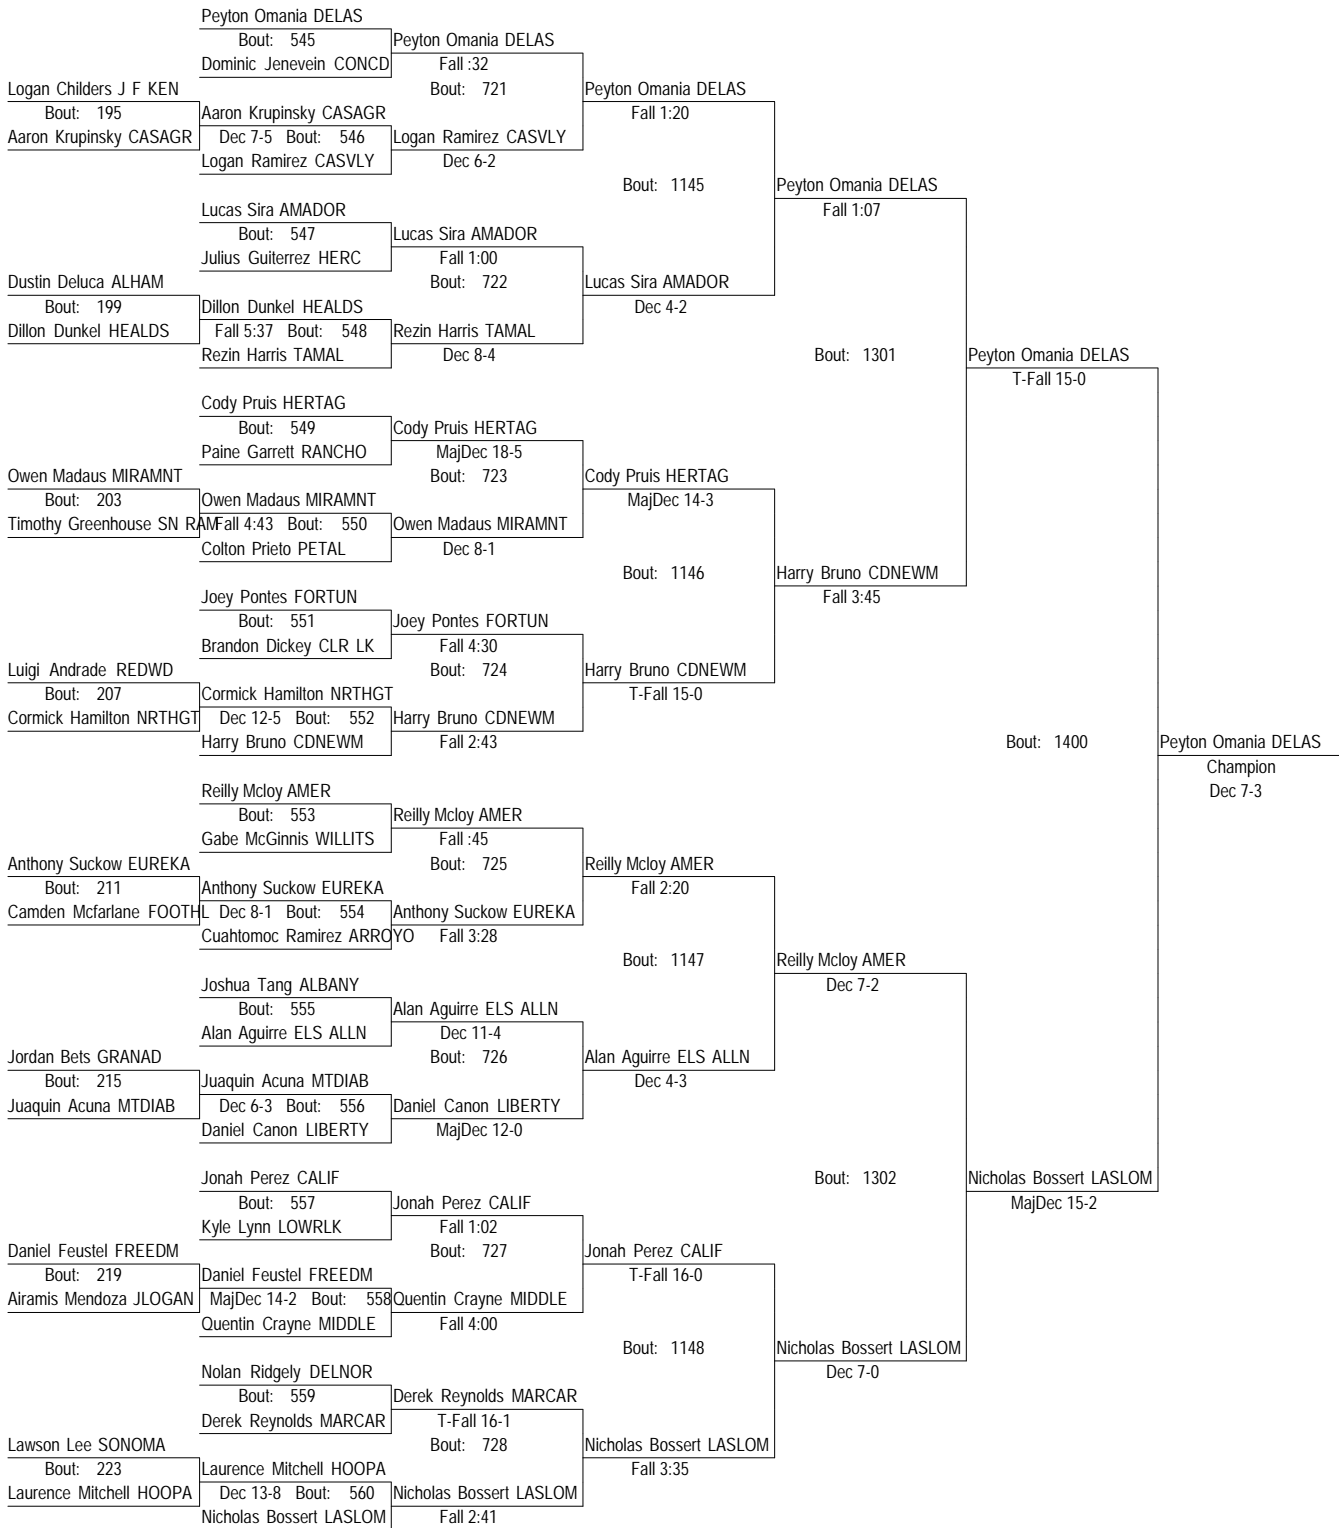 Peyton Omania DELAS
Bout: 545 Peyton Omania DELAS
Dominic Jenevein CONCD Fall :32
Logan Childers J F KEN Bout: 721 Peyton Omania DELAS
Bout: 195 Aaron Krupinsky CASAGR Fall 1:20
Aaron Krupinsky CASAGR Dec 7-5 Bout: 546 Logan Ramirez CASVLY
Logan Ramirez CASVLY Dec 6-2
Bout: 1145 Peyton Omania DELAS
Lucas Sira AMADOR Fall 1:07
Bout: 547 Lucas Sira AMADOR
Julius Guiterrez HERC Fall 1:00
Dustin Deluca ALHAM Bout: 722 Lucas Sira AMADOR
Bout: 199 Dillon Dunkel HEALDS Dec 4-2
Dillon Dunkel HEALDS Fall 5:37 Bout: 548 Rezin Harris TAMAL
Rezin Harris TAMAL Dec 8-4 Bout: 1301 Peyton Omania DELAS
T-Fall 15-0
Cody Pruis HERTAG
Bout: 549 Cody Pruis HERTAG
Paine Garrett RANCHO MajDec 18-5
Owen Madaus MIRAMNT Bout: 723 Cody Pruis HERTAG
Bout: 203 Owen Madaus MIRAMNT MajDec 14-3
Timothy Greenhouse SN RAM Fall 4:43 Bout: 550 Owen Madaus MIRAMNT
Colton Prieto PETAL Dec 8-1
Bout: 1146 Harry Bruno CDNEWM
Joey Pontes FORTUN Fall 3:45
Bout: 551 Joey Pontes FORTUN
Brandon Dickey CLR LK Fall 4:30
Luigi Andrade REDWD Bout: 724 Harry Bruno CDNEWM
Bout: 207 Cormick Hamilton NRTHGT T-Fall 15-0
Cormick Hamilton NRTHGT Dec 12-5 Bout: 552 Harry Bruno CDNEWM
Harry Bruno CDNEWM Fall 2:43 Bout: 1400 Peyton Omania DELAS
Champion
Reilly Mcloy AMER Dec 7-3
Bout: 553 Reilly Mcloy AMER
Gabe McGinnis WILLITS Fall :45
Anthony Suckow EUREKA Bout: 725 Reilly Mcloy AMER
Bout: 211 Anthony Suckow EUREKA Fall 2:20
Camden Mcfarlane FOOTHL Dec 8-1 Bout: 554 Anthony Suckow EUREKA
Cuahtomoc Ramirez ARROYO Fall 3:28
Bout: 1147 Reilly Mcloy AMER
Joshua Tang ALBANY Dec 7-2
Bout: 555 Alan Aguirre ELS ALLN
Alan Aguirre ELS ALLN Dec 11-4
Jordan Bets GRANAD Bout: 726 Alan Aguirre ELS ALLN
Bout: 215 Juaquin Acuna MTDIAB Dec 4-3
Juaquin Acuna MTDIAB Dec 6-3 Bout: 556 Daniel Canon LIBERTY
Daniel Canon LIBERTY MajDec 12-0
Jonah Perez CALIF Bout: 1302 Nicholas Bossert LASLOM
Bout: 557 Jonah Perez CALIF MajDec 15-2
Kyle Lynn LOWRLK Fall 1:02
Daniel Feustel FREEDM Bout: 727 Jonah Perez CALIF
Bout: 219 Daniel Feustel FREEDM T-Fall 16-0
Airamis Mendoza JLOGAN MajDec 14-2 Bout: 558 Quentin Crayne MIDDLE
Quentin Crayne MIDDLE Fall 4:00
Bout: 1148 Nicholas Bossert LASLOM
Nolan Ridgely DELNOR Dec 7-0
Bout: 559 Derek Reynolds MARCAR
Derek Reynolds MARCAR T-Fall 16-1
Lawson Lee SONOMA Bout: 728 Nicholas Bossert LASLOM
Bout: 223 Laurence Mitchell HOOPA Fall 3:35
Laurence Mitchell HOOPA Dec 13-8 Bout: 560 Nicholas Bossert LASLOM
Nicholas Bossert LASLOM Fall 2:41